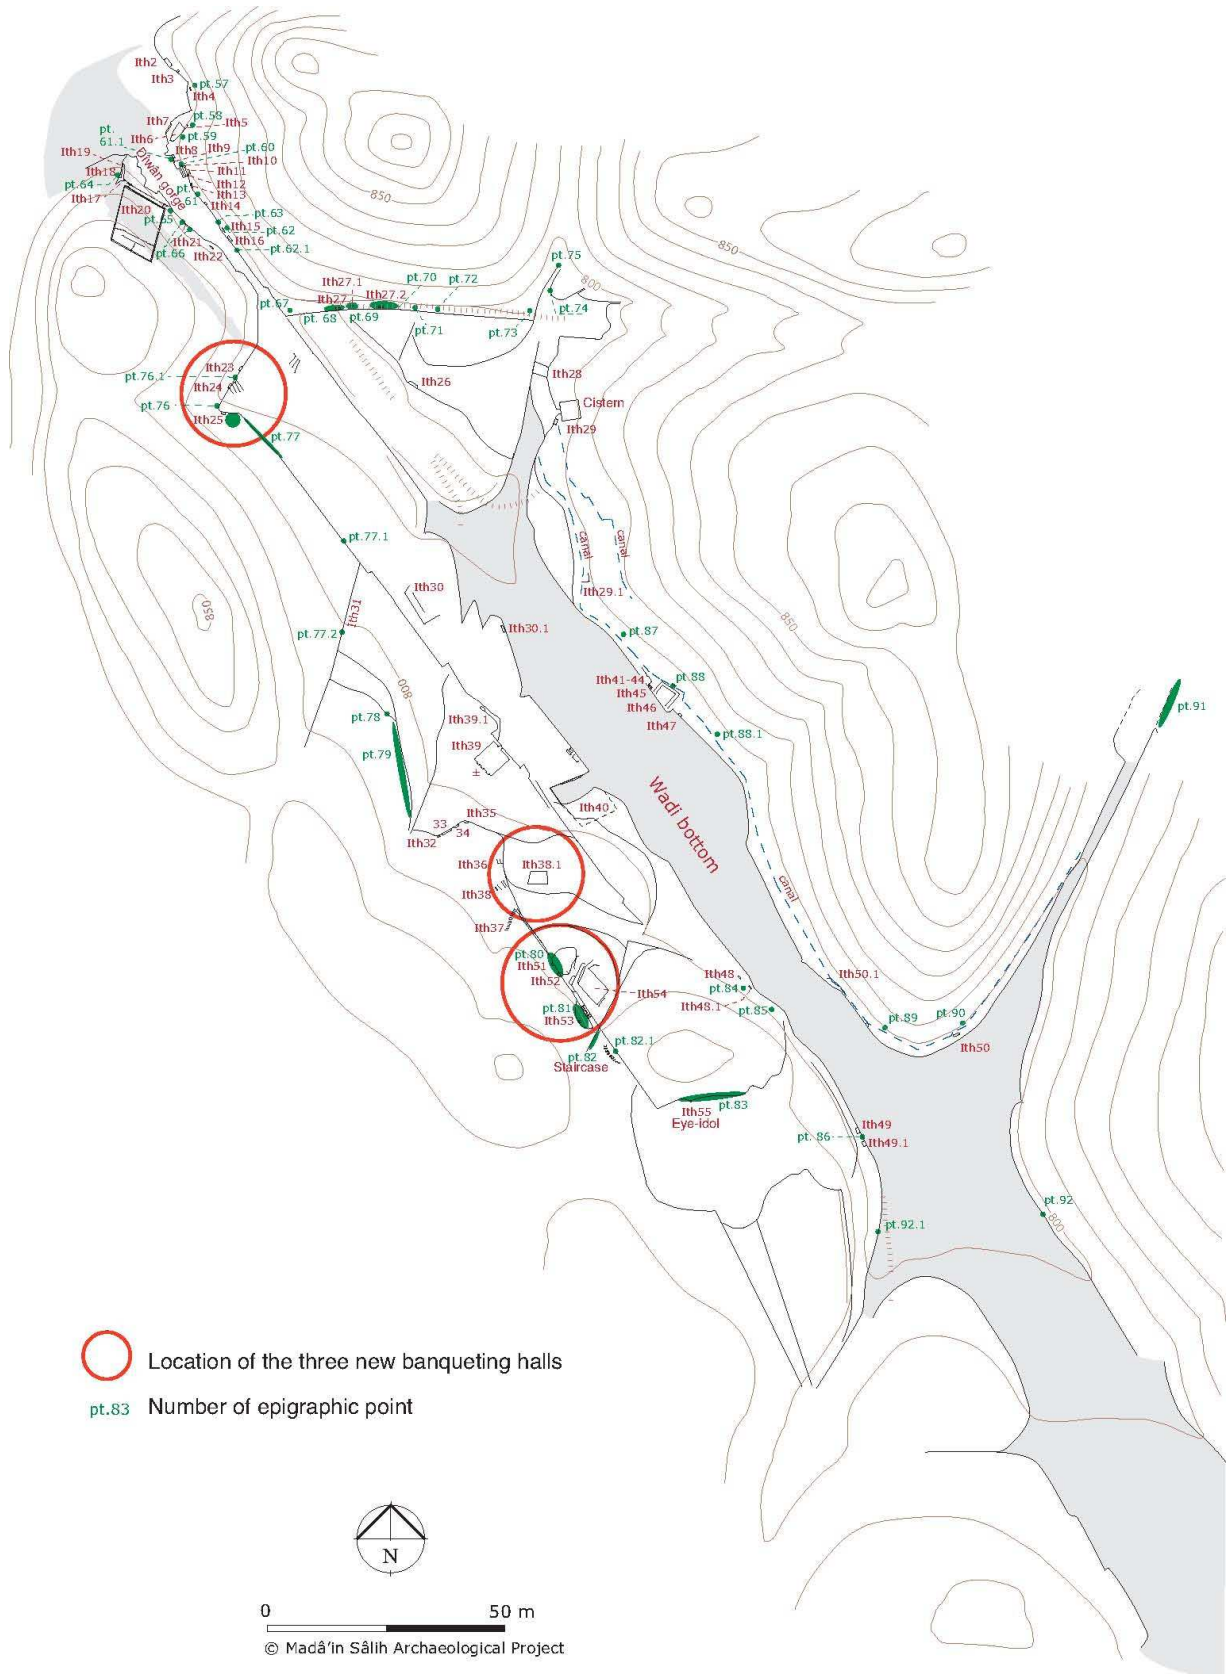 Ith2
Ith3
pt.57
Ith4
pt.58
Ith7
Ith5
pt.
61.1
Ith6
pt.59
Ith8
Ith9
pt.60
Ith19
Ith10
Dîwân gorge
Ith18
Ith11
pt.64
Ith12
pt.
61
Ith13
Ith17
Ith14
Ith20
pt.63
pt.65
Ith15
pt.62
Ith21
Ith16
pt.62.1
pt.66
Ith22
850
850
pt.75
800
Ith27.1
pt.70
pt.72
Ith27
Ith27.2
pt.67
pt. 68
pt.69
pt.71
pt.73
pt.74
Ith23
pt.76.1
Ith24
Ith26
Ith28
pt.76
Cistern
Ith25
Ith29
pt.77
pt.77.1
canal
canal
Ith30
Ith29.1
Ith31
850
850
pt.77.2
Ith30.1
pt.87
800
Ith41-44
pt.88
Ith45
Ith46
pt.91
pt.78
Ith39.1
Ith47
pt.88.1
Ith39
pt.79
Wadi bottom
Ith40
Ith35
33
34
Ith32
Ith36
Ith38.1
canal
Ith38
Ith37
pt.80
Ith51
Ith52
Ith48
Ith50.1
pt.84
Ith54
Ith48.1
pt.81
pt.85
Ith53
pt.89
pt.90
pt.82.1
pt.82
Ith50
Staircase
pt.83
Ith55
Eye-idol
Ith49
pt. 86
Ith49.1
pt.92
800
pt.92.1
Location of the three new banqueting halls
pt.83 Number of epigraphic point
N
0 50 m
© Madâ'in Sâlih Archaeological Project